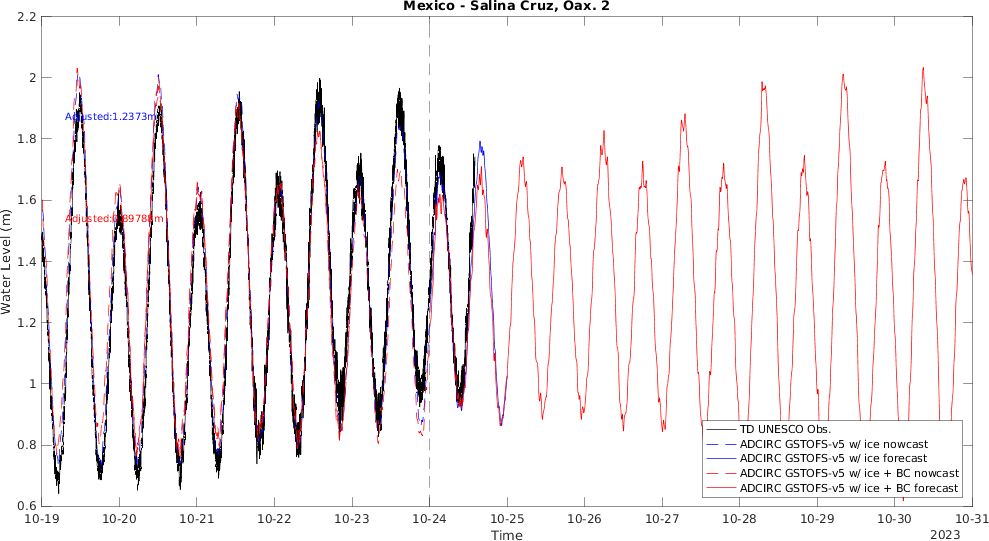 Mexico - Salina Cruz, Oax. 2
2.2
2
1.8
1.6
1.4
1.2
1
0.8
0.6
Water Level (m)
Adjusted:1.2373m
TD UNESCO Obs.
ADCIRC GSTOFS-v5 w/ ice nowcast
ADCIRC GSTOFS-v5 w/ ice forecast
ADCIRC GSTOFS-v5 w/ ice + BC nowcast
ADCIRC GSTOFS-v5 w/ ice + BC forecast
10-19 10-20 10-21 10-22 10-23 10-24 10-25 10-26 10-27 10-28 10-29 10-30 10-31
Time
2023